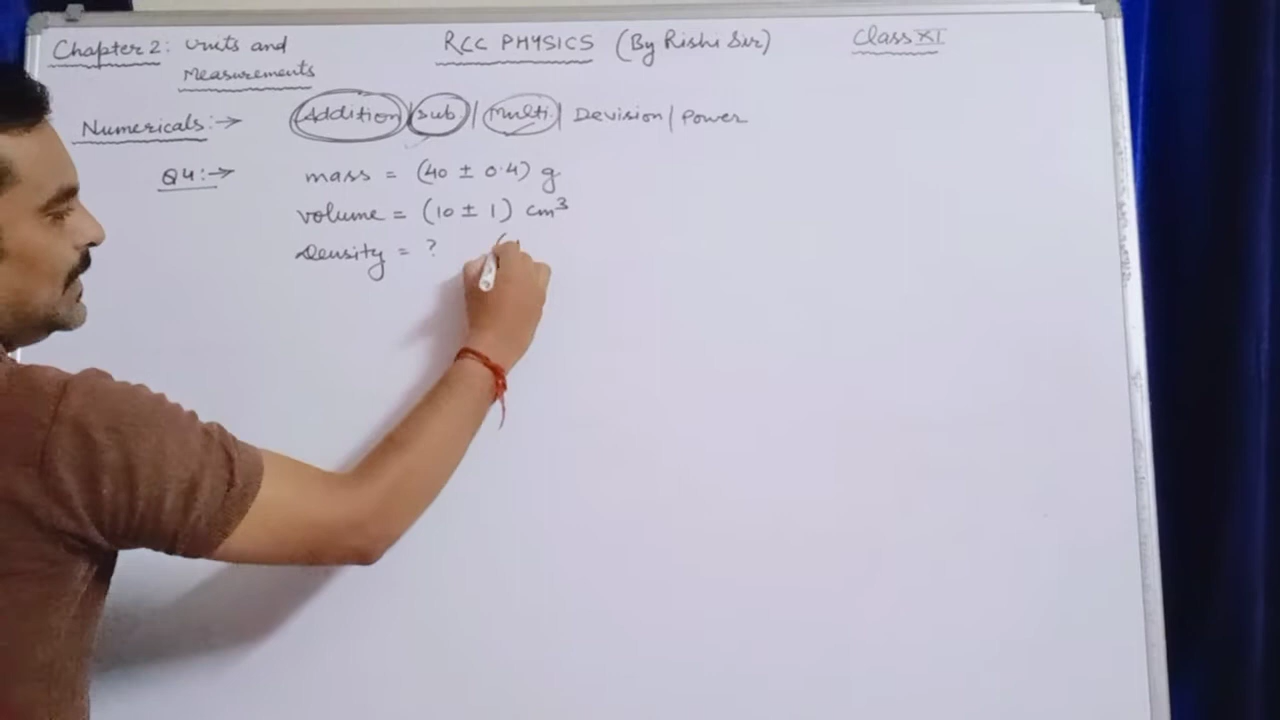 Chapter 2: Units and Measurements
RCC PHYSICS (By Rishi Sir)
Class XI
Numericals:→ Addition/Sub./Multi./Devision/Power
Q4:→ mass = (40 ± 0.4) g
volume = (10 ± 1) cm³
Density = ? (